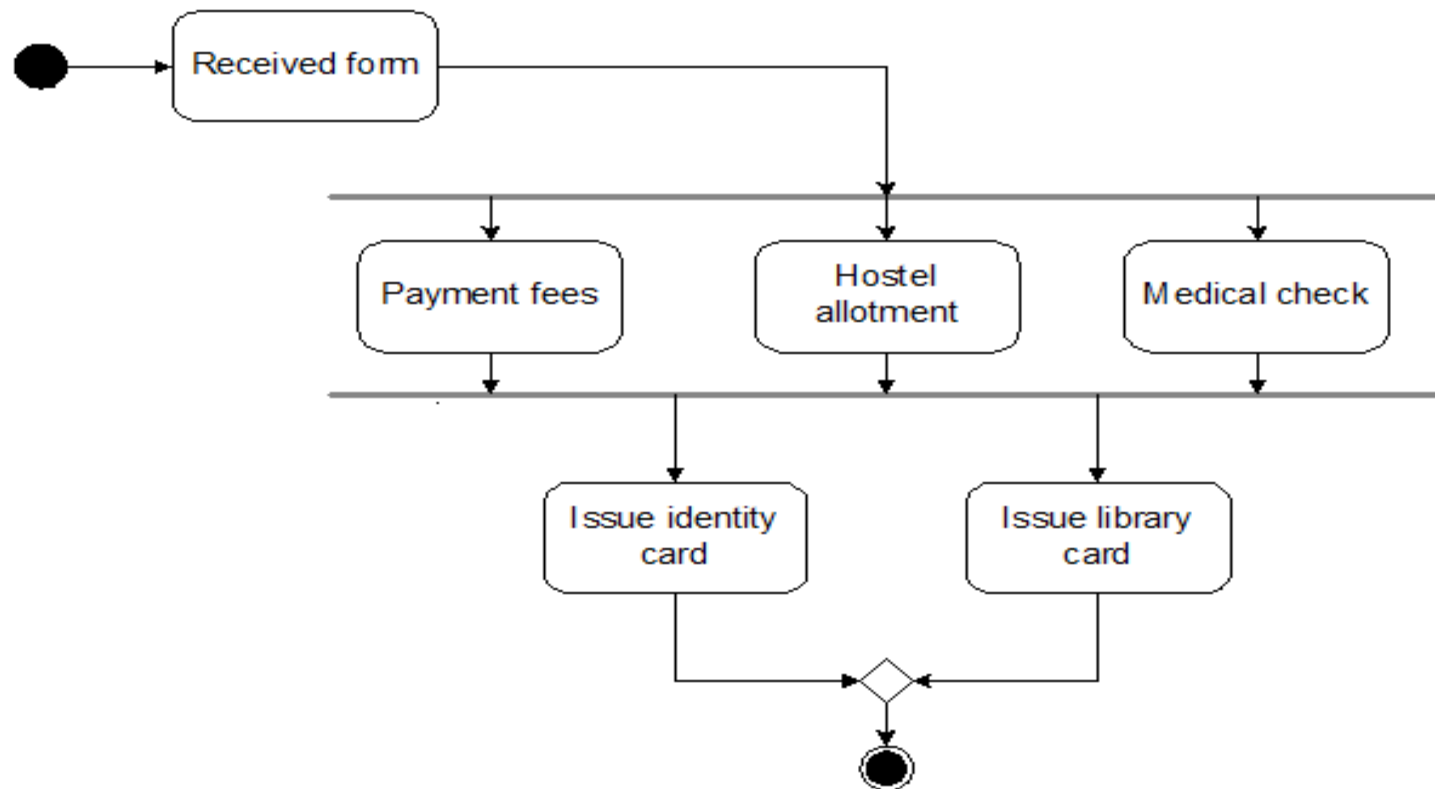 Received form
Payment fees
Hostel
allotment
Medical check
Issue identity
card
Issue library
card